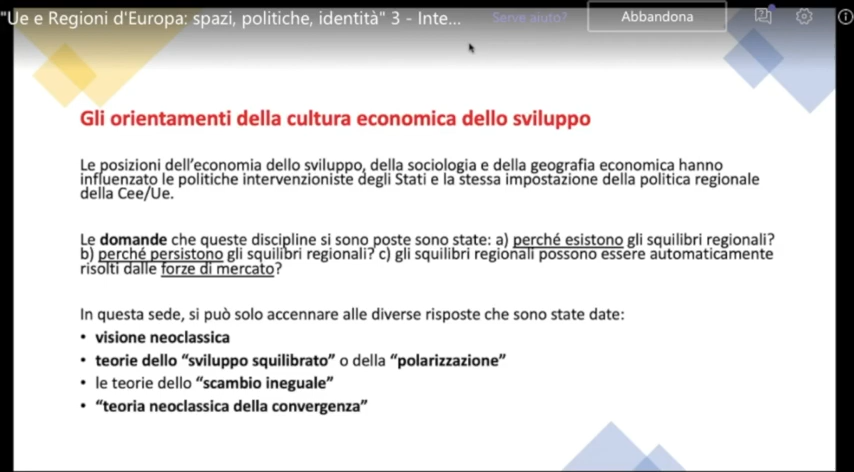 "Ue e Regioni d'Europa: spazi, politiche, identità" 3 - Inte...
Serve aiuto?
Abbandona
Gli orientamenti della cultura economica dello sviluppo
Le posizioni dell'economia dello sviluppo, della sociologia e della geografia economica hanno
influenzato le politiche intervenzioniste degli Stati e la stessa impostazione della politica regionale
della Cee/Ue.
Le domande che queste discipline si sono poste sono state: a) perché esistono gli squilibri regionali?
b) perché persistono gli squilibri regionali? c) gli squilibri regionali possono essere automaticamente
risolti dalle forze di mercato?
In questa sede, si può solo accennare alle diverse risposte che sono state date:
• visione neoclassica
• teorie dello “sviluppo squilibrato” o della “polarizzazione”
• le teorie dello “scambio ineguale”
• “teoria neoclassica della convergenza”